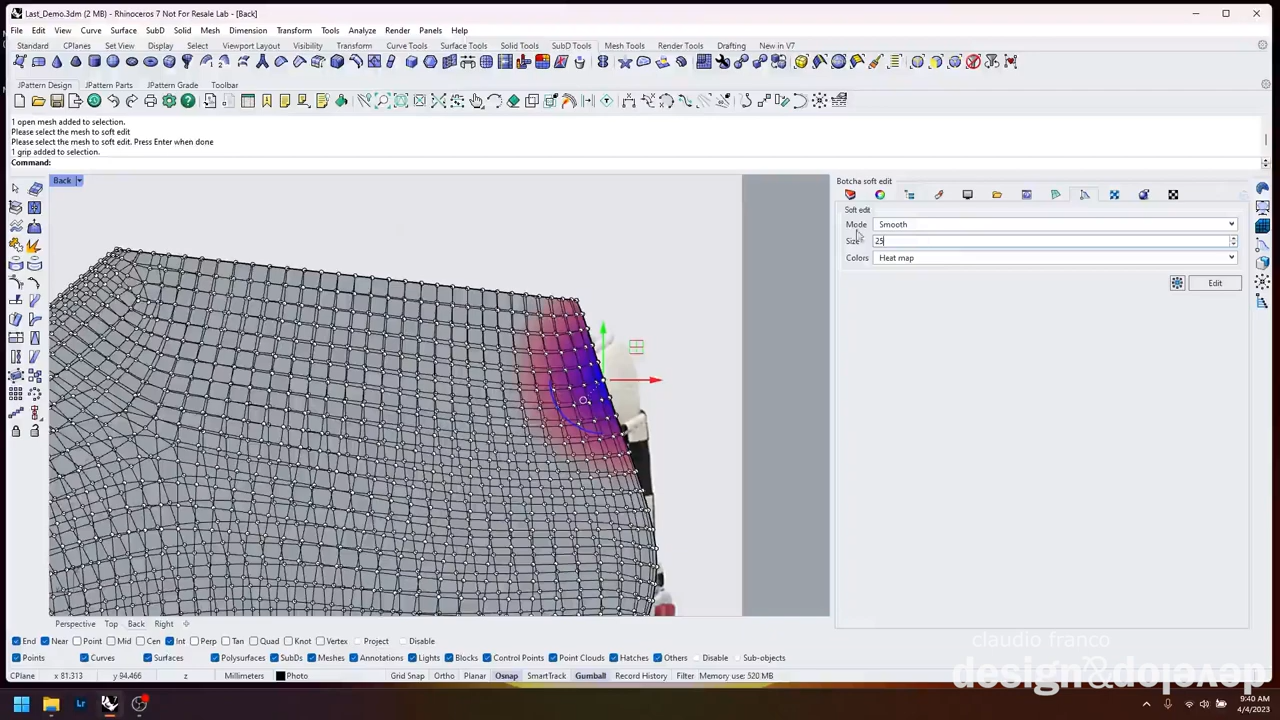 Last_Demo.3dm (2 MB) - Rhinoceros 7 Not For Resale Lab - [Back]
File Edit View Curve Surface SubD Solid Mesh Dimension Transform Tools Analyze Render Panels Help
Standard CPlanes Set View Display Select Viewport Layout Visibility Transform Curve Tools Surface Tools Solid Tools SubD Tools Mesh Tools Render Tools Drafting New in V7
JPattern Design JPattern Parts JPattern Grade Toolbar
1 open mesh added to selection.
Please select the mesh to soft edit
Please select the mesh to soft edit. Press Enter when done
1 grip added to selection.
Command:
Back
Botcha soft edit
Soft edit
Mode Smooth
Size 25
Colors Heat map
Edit
Perspective Top Back Right
End Near Point Mid Cen Int Perp Tan Quad Knot Vertex Project Disable
Points Curves Surfaces Polysurfaces SubDs Meshes Annotations Lights Blocks Control Points Point Clouds Hatches Others Disable Sub-objects
CPlane x 81.313 y 94.466 z Millimeters Photo Grid Snap Ortho Planar Osnap SmartTrack Gumball Record History Filter Memory use: 520 MB
claudio franco
design&develop
9:40 AM
4/4/2023